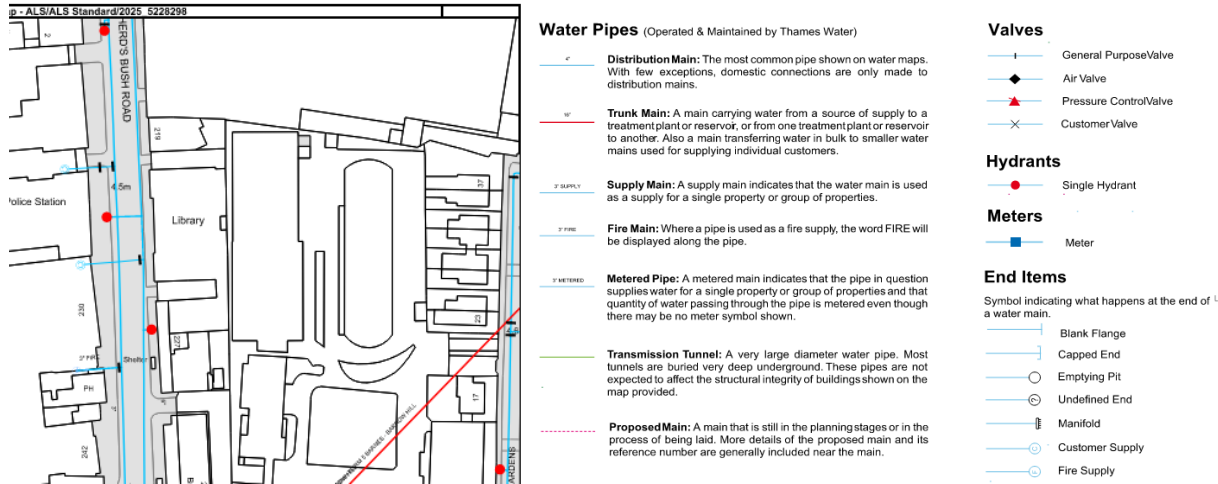 p - ALS/ALS Standard/2025_5228298
HERD'S BUSH ROAD
2
219
4.5m
Police Station
Library
37
230
23
227
3" FIRE
Shelter
PH
3"
17
242
BARNES - BARROW HILL
ARDENS
Water Pipes (Operated & Maintained by Thames Water)
4"
Distribution Main: The most common pipe shown on water maps.
With few exceptions, domestic connections are only made to
distribution mains.
16"
Trunk Main: A main carrying water from a source of supply to a
treatment plant or reservoir, or from one treatment plant or reservoir
to another. Also a main transferring water in bulk to smaller water
mains used for supplying individual customers.
3" SUPPLY
Supply Main: A supply main indicates that the water main is used
as a supply for a single property or group of properties.
3" FIRE
Fire Main: Where a pipe is used as a fire supply, the word FIRE will
be displayed along the pipe.
3" METERED
Metered Pipe: A metered main indicates that the pipe in question
supplies water for a single property or group of properties and that
quantity of water passing through the pipe is metered even though
there may be no meter symbol shown.
Transmission Tunnel: A very large diameter water pipe. Most
tunnels are buried very deep underground. These pipes are not
expected to affect the structural integrity of buildings shown on the
map provided.
Proposed Main: A main that is still in the planning stages or in the
process of being laid. More details of the proposed main and its
reference number are generally included near the main.
Valves
General Purpose Valve
Air Valve
Pressure Control Valve
Customer Valve
Hydrants
Single Hydrant
Meters
Meter
End Items
Symbol indicating what happens at the end of
a water main.
Blank Flange
Capped End
Emptying Pit
Undefined End
Manifold
Customer Supply
Fire Supply